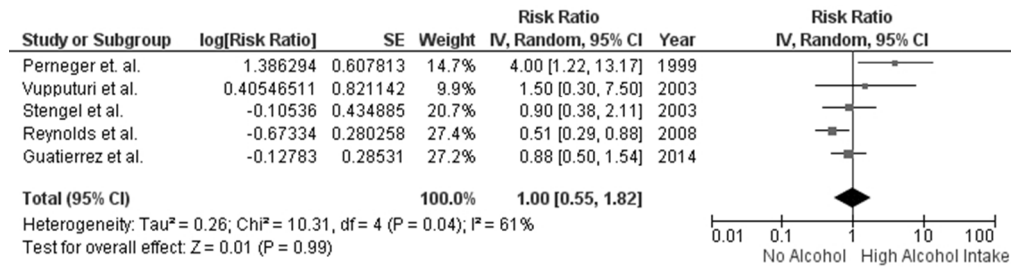 Risk Ratio Risk Ratio
Study or Subgroup log[Risk Ratio] SE Weight IV, Random, 95% CI Year IV, Random, 95% CI
Perneger et. al. 1.386294 0.607813 14.7% 4.00 [1.22, 13.17] 1999
Vupputuri et al. 0.40546511 0.821142 9.9% 1.50 [0.30, 7.50] 2003
Stengel et al. -0.10536 0.434885 20.7% 0.90 [0.38, 2.11] 2003
Reynolds et al. -0.67334 0.280258 27.4% 0.51 [0.29, 0.88] 2008
Guatierrez et al. -0.12783 0.28531 27.2% 0.88 [0.50, 1.54] 2014
Total (95% CI) 100.0% 1.00 [0.55, 1.82]
Heterogeneity: Tau² = 0.26; Chi² = 10.31, df = 4 (P = 0.04); I² = 61%
Test for overall effect: Z = 0.01 (P = 0.99)
0.01 0.1 1 10 100
No Alcohol High Alcohol Intake